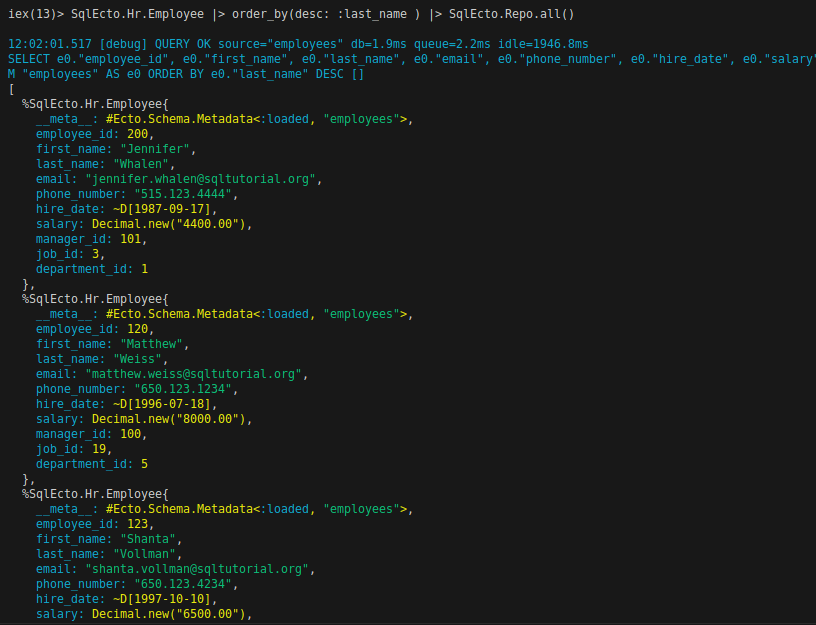 iex(13)> SqlEcto.Hr.Employee |> order_by(desc: :last_name ) |> SqlEcto.Repo.all()
12:02:01.517 [debug] QUERY OK source="employees" db=1.9ms queue=2.2ms idle=1946.8ms
SELECT e0."employee_id", e0."first_name", e0."last_name", e0."email", e0."phone_number", e0."hire_date", e0."salary"
M "employees" AS e0 ORDER BY e0."last_name" DESC []
[
  %SqlEcto.Hr.Employee{
    __meta__: #Ecto.Schema.Metadata<:loaded, "employees">,
    employee_id: 200,
    first_name: "Jennifer",
    last_name: "Whalen",
    email: "jennifer.whalen@sqltutorial.org",
    phone_number: "515.123.4444",
    hire_date: ~D[1987-09-17],
    salary: Decimal.new("4400.00"),
    manager_id: 101,
    job_id: 3,
    department_id: 1
  },
  %SqlEcto.Hr.Employee{
    __meta__: #Ecto.Schema.Metadata<:loaded, "employees">,
    employee_id: 120,
    first_name: "Matthew",
    last_name: "Weiss",
    email: "matthew.weiss@sqltutorial.org",
    phone_number: "650.123.1234",
    hire_date: ~D[1996-07-18],
    salary: Decimal.new("8000.00"),
    manager_id: 100,
    job_id: 19,
    department_id: 5
  },
  %SqlEcto.Hr.Employee{
    __meta__: #Ecto.Schema.Metadata<:loaded, "employees">,
    employee_id: 123,
    first_name: "Shanta",
    last_name: "Vollman",
    email: "shanta.vollman@sqltutorial.org",
    phone_number: "650.123.4234",
    hire_date: ~D[1997-10-10],
    salary: Decimal.new("6500.00"),